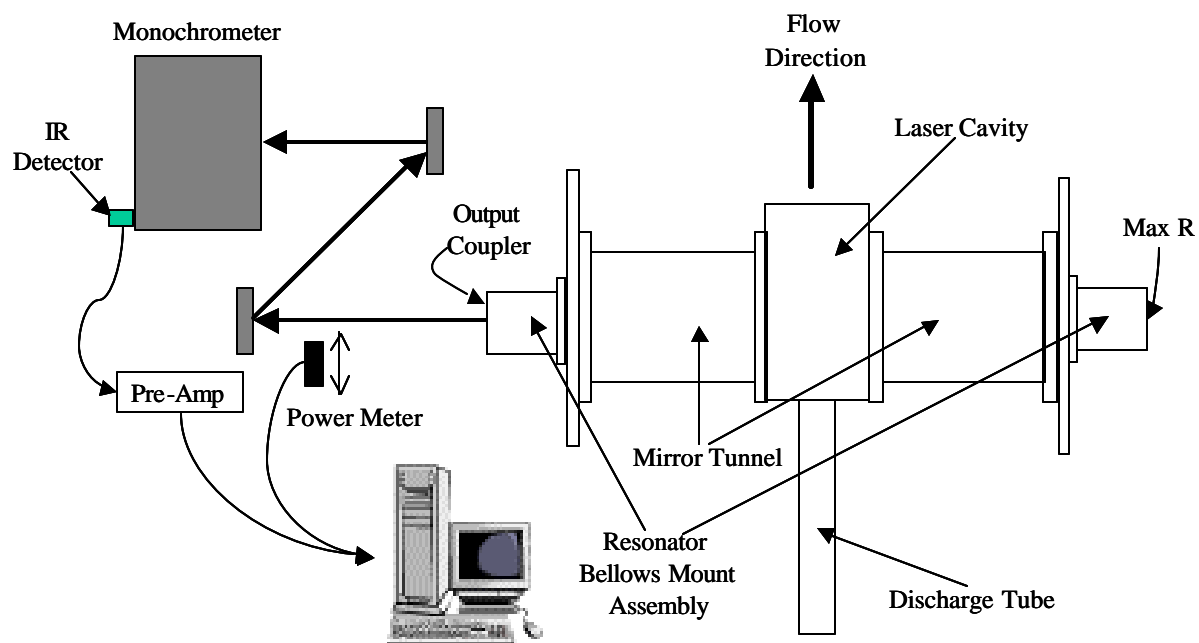 Monochrometer
Flow
Direction
IR
Detector
Laser Cavity
Output
Coupler
Max R
Pre-Amp
Power Meter
Mirror Tunnel
Resonator
Bellows Mount
Assembly
Discharge Tube